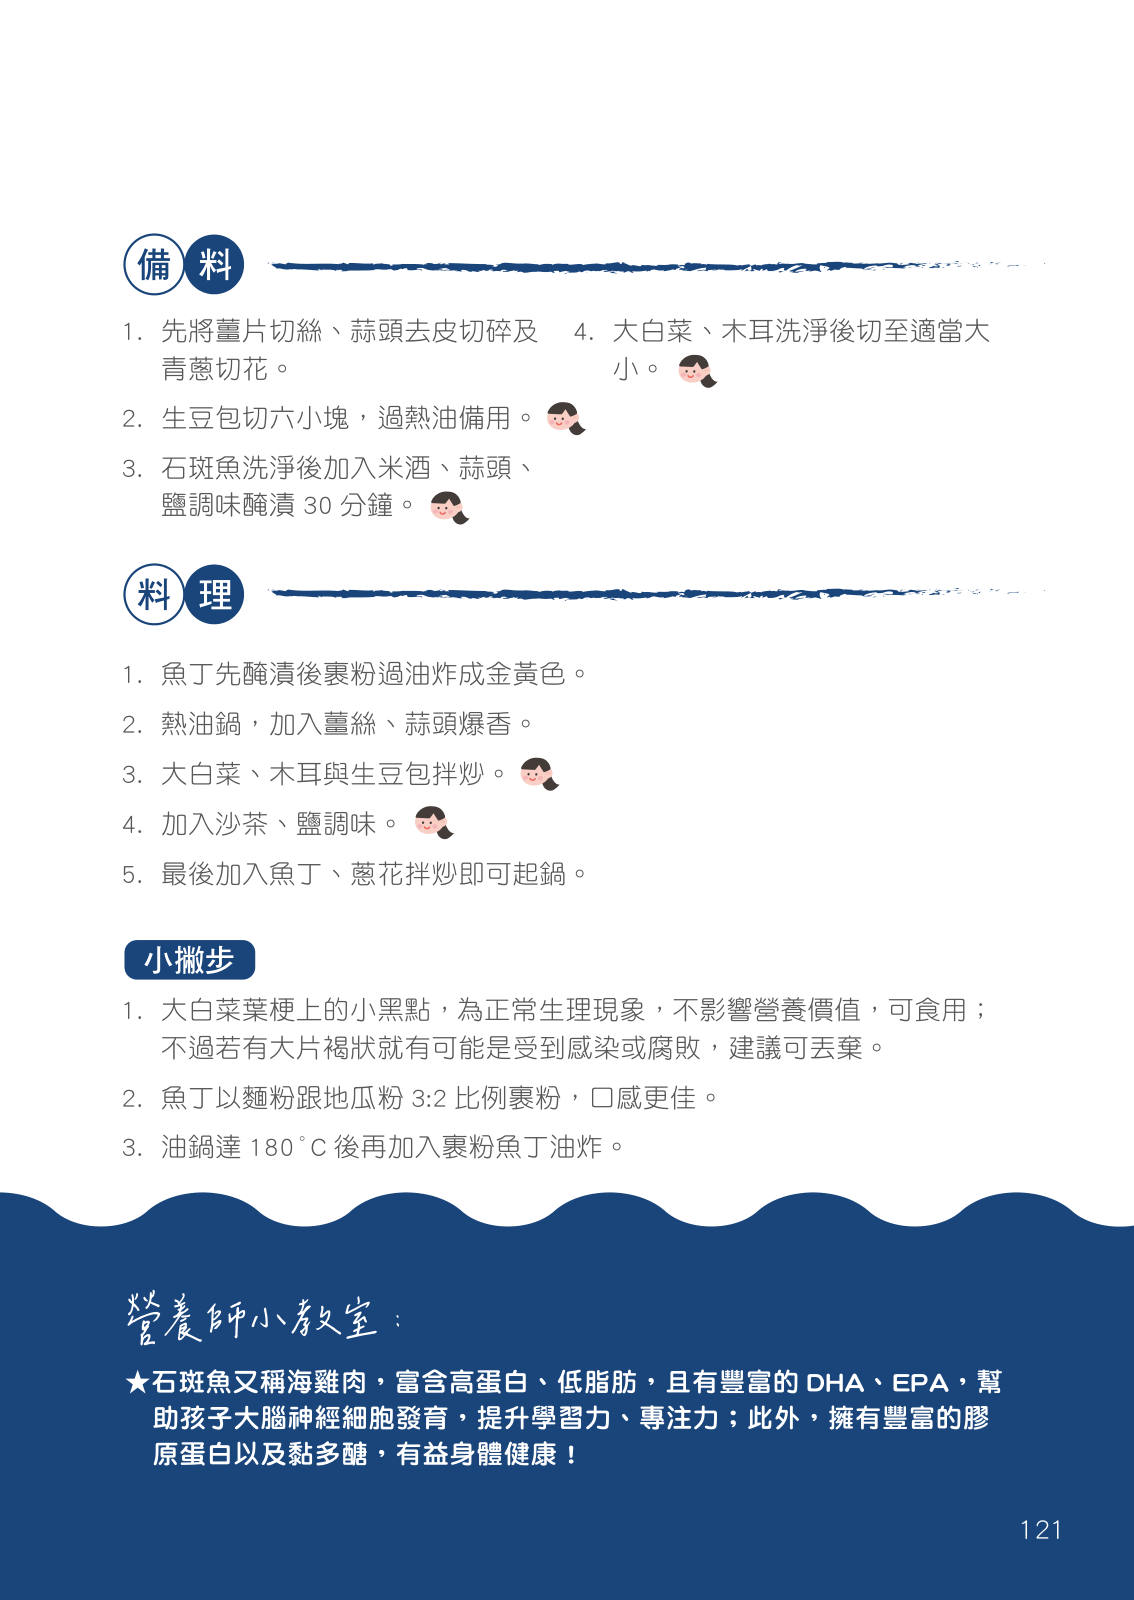 備料
1. 先將薑片切絲、蒜頭去皮切碎及
青蔥切花。
2. 生豆包切六小塊，過熱油備用。
3. 石斑魚洗淨後加入米酒、蒜頭、
鹽調味醃漬 30 分鐘。
4. 大白菜、木耳洗淨後切至適當大
小。
料理
1. 魚丁先醃漬後裹粉過油炸成金黃色。
2. 熱油鍋，加入薑絲、蒜頭爆香。
3. 大白菜、木耳與生豆包拌炒。
4. 加入沙茶、鹽調味。
5. 最後加入魚丁、蔥花拌炒即可起鍋。
小撇步
1. 大白菜葉梗上的小黑點，為正常生理現象，不影響營養價值，可食用；
不過若有大片褐狀就有可能是受到感染或腐敗，建議可丟棄。
2. 魚丁以麵粉跟地瓜粉 3:2 比例裹粉，口感更佳。
3. 油鍋達 180°C 後再加入裹粉魚丁油炸。
營養師小教室：
★石斑魚又稱海雞肉，富含高蛋白、低脂肪，且有豐富的 DHA、EPA，幫
助孩子大腦神經細胞發育，提升學習力、專注力；此外，擁有豐富的膠
原蛋白以及黏多醣，有益身體健康！
121